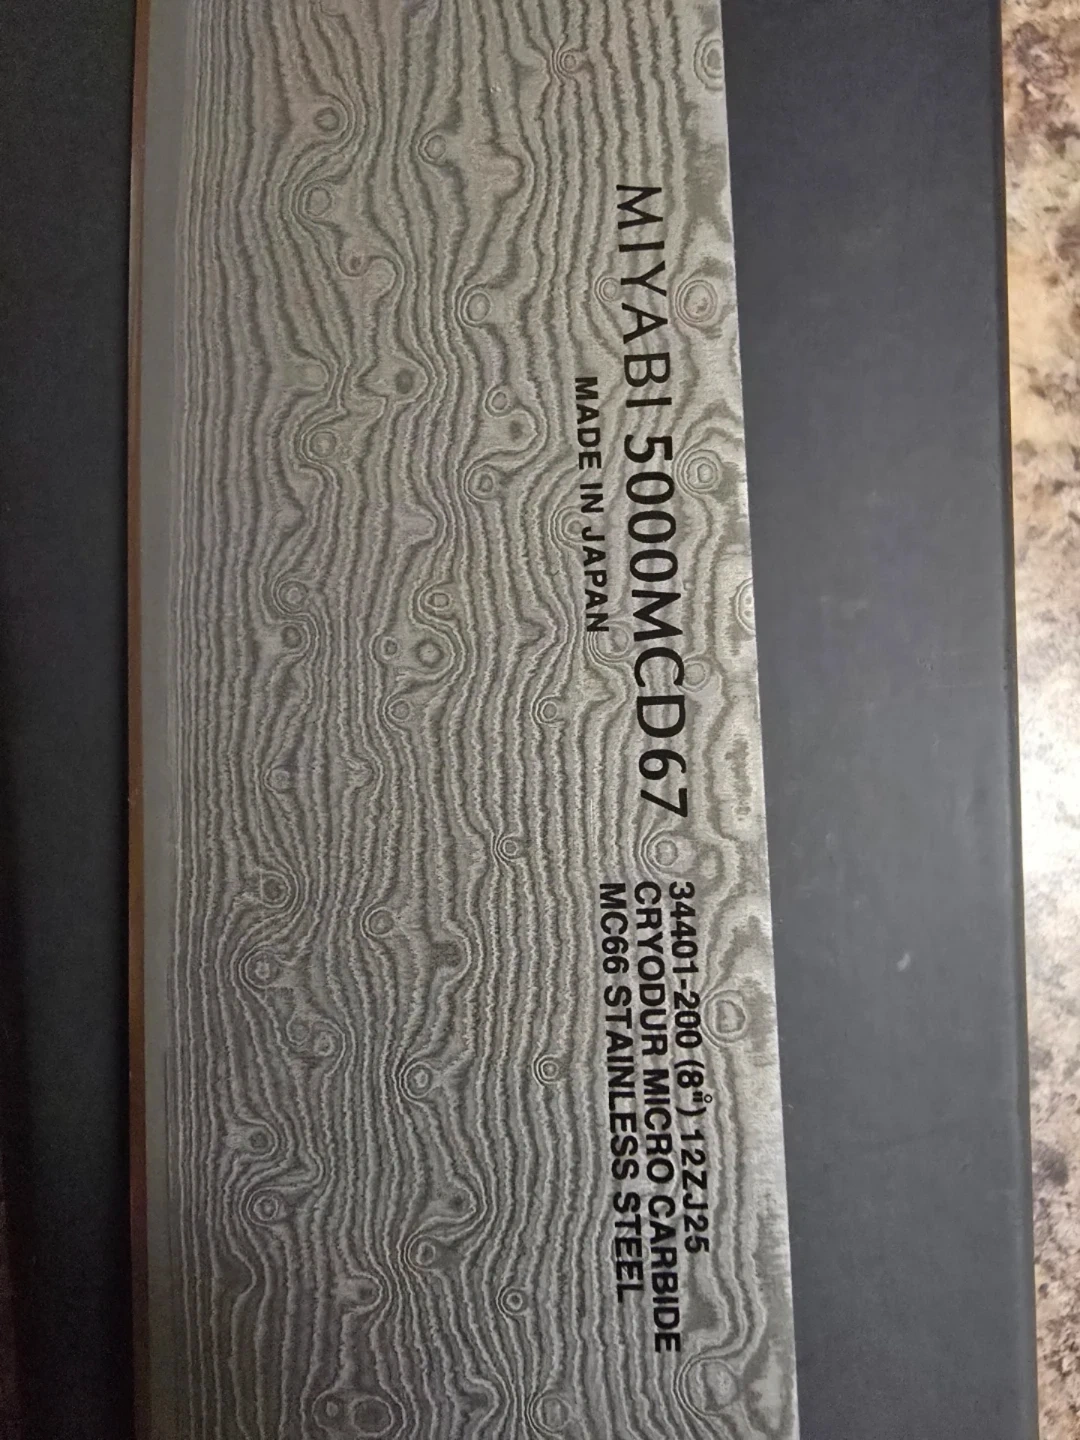 MIYABI 5000MCD67
MADE IN JAPAN
34401-200 (8") 12ZJ25
CRYODUR MICRO CARBIDE
MC66 STAINLESS STEEL